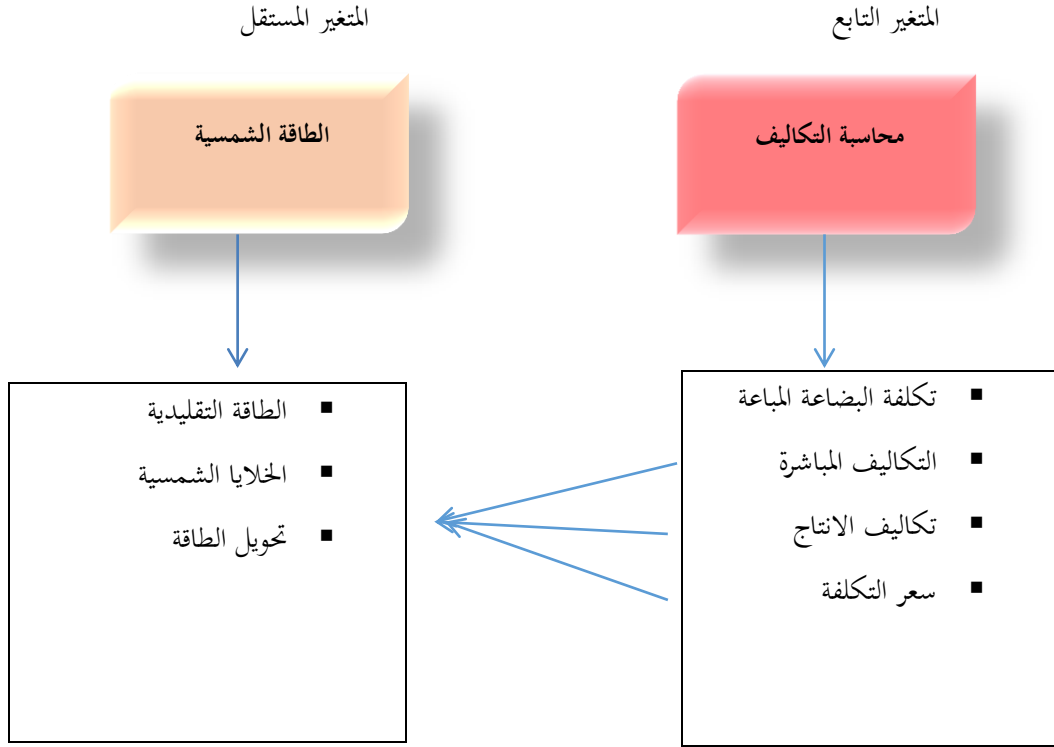 المتغير التابع
المتغير المستقل
محاسبة التكاليف
الطاقة الشمسية
▪ تكلفة البضاعة المباعة
▪ التكاليف المباشرة
▪ تكاليف الانتاج
▪ سعر التكلفة
▪ الطاقة التقليدية
▪ الخلايا الشمسية
▪ تحويل الطاقة